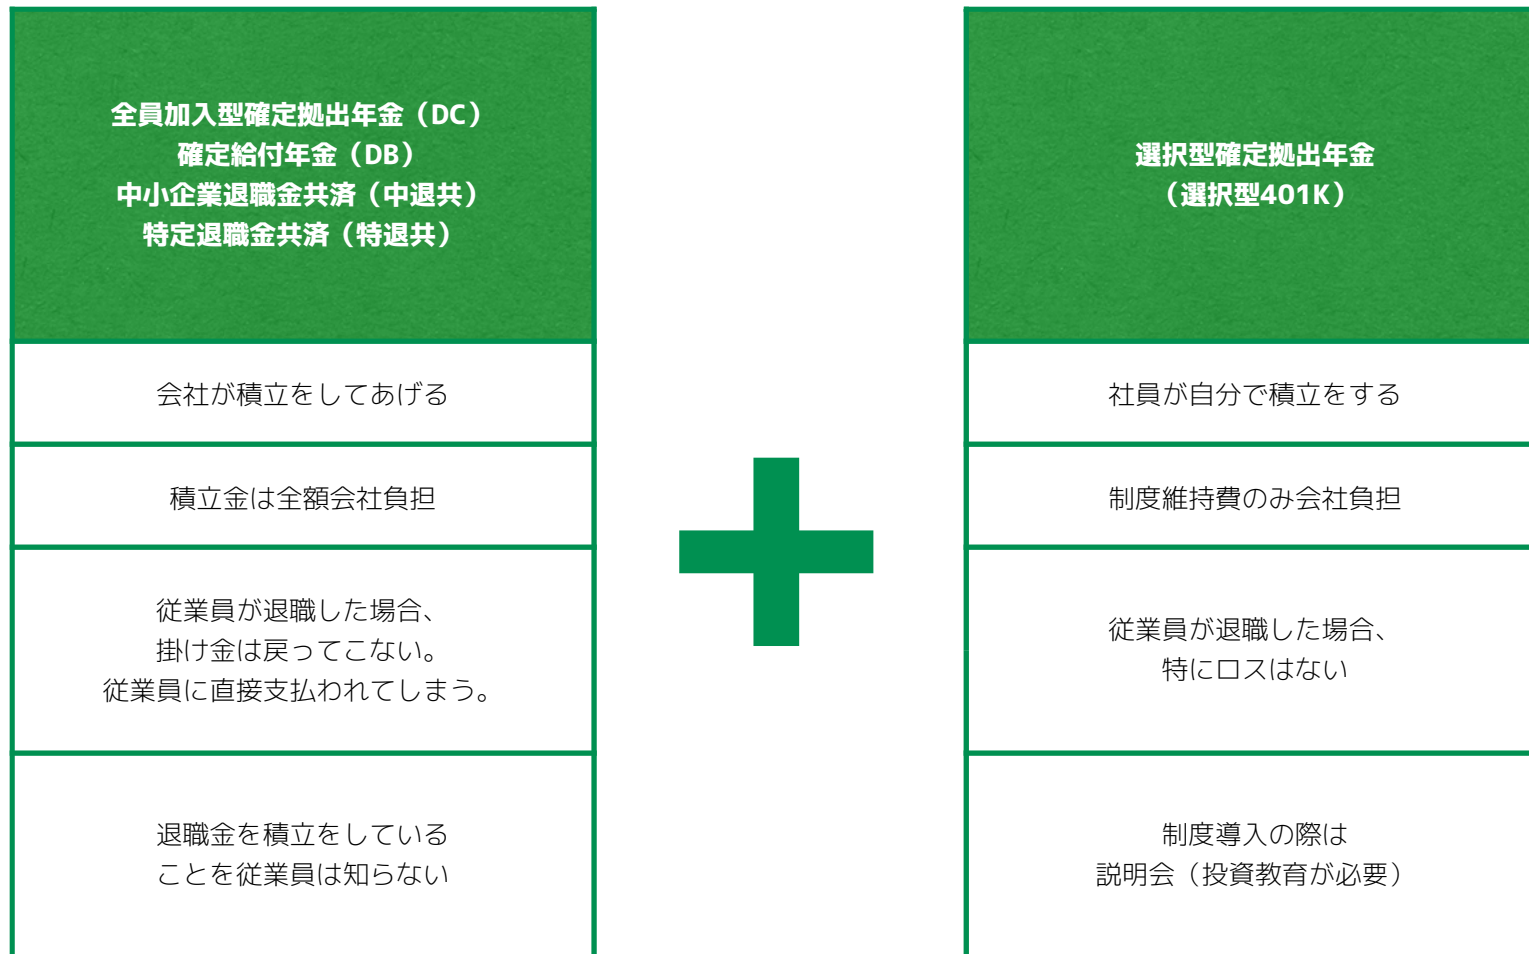 全員加入型確定拠出年金（DC）
確定給付年金（DB）
中小企業退職金共済（中退共）
特定退職金共済（特退共）
会社が積立をしてあげる
積立金は全額会社負担
従業員が退職した場合、
掛け金は戻ってこない。
従業員に直接支払われてしまう。
退職金を積立をしている
ことを従業員は知らない
選択型確定拠出年金
（選択型401K）
社員が自分で積立をする
制度維持費のみ会社負担
従業員が退職した場合、
特にロスはない
制度導入の際は
説明会（投資教育が必要）